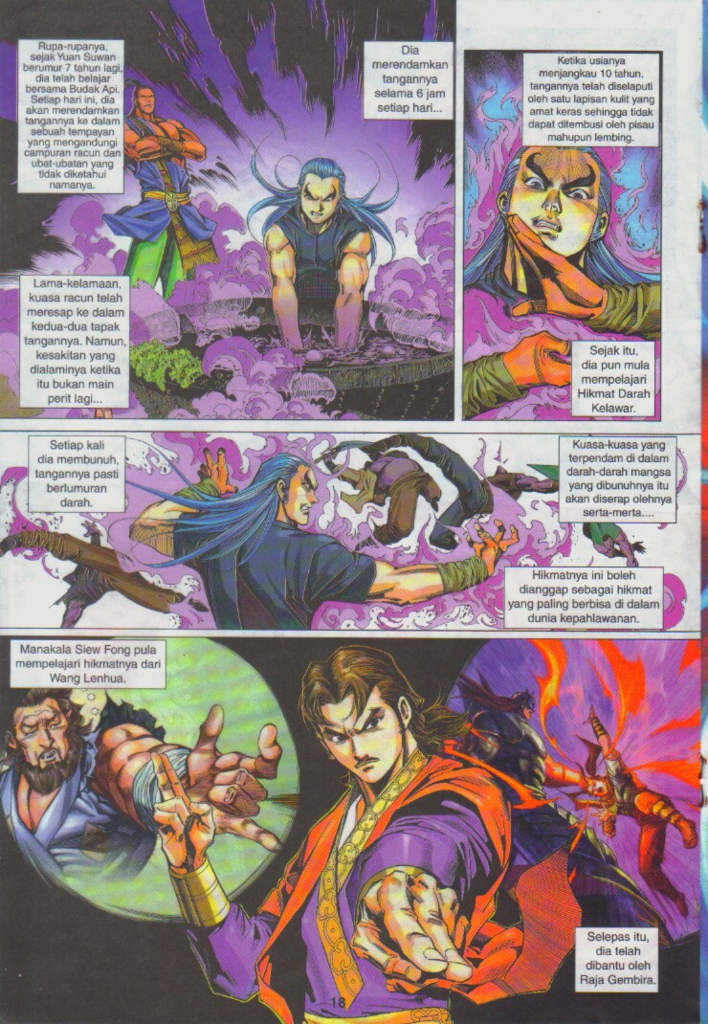 Rupa-rupanya,
sejak Yuan Suwan
berumur 7 tahun lagi,
dia telah belajar
bersama Budak Api.
Setiap hari ini, dia
akan merendamkan
tangannya ke dalam
sebuah tempayan
yang mengandungi
campuran racun dan
ubat-ubatan yang
tidak diketahui
namanya.
Dia
merendamkan
tangannya
selama 6 jam
setiap hari...
Lama-kelamaan,
kuasa racun telah
meresap ke dalam
kedua-dua tapak
tangannya. Namun,
kesakitan yang
dialaminya ketika
itu bukan main
perit lagi...
Ketika usianya
menjangkau 10 tahun,
tangannya telah diselaputi
oleh satu lapisan kulit yang
amat keras sehingga tidak
dapat ditembusi oleh pisau
mahupun lembing.
Sejak itu,
dia pun mula
mempelajari
Hikmat Darah
Kelawar.
Setiap kali
dia membunuh,
tangannya pasti
berlumuran
darah.
Kuasa-kuasa yang
terpendam di dalam
darah-darah mangsa
yang dibunuhnya itu
akan diserap olehnya
serta-merta....
Hikmatnya ini boleh
dianggap sebagai hikmat
yang paling berbisa di dalam
dunia kepahlawanan.
Manakala Siew Fong pula
mempelajari hikmatnya dari
Wang Lenhua.
Selepas itu,
dia telah
dibantu oleh
Raja Gembira.
18